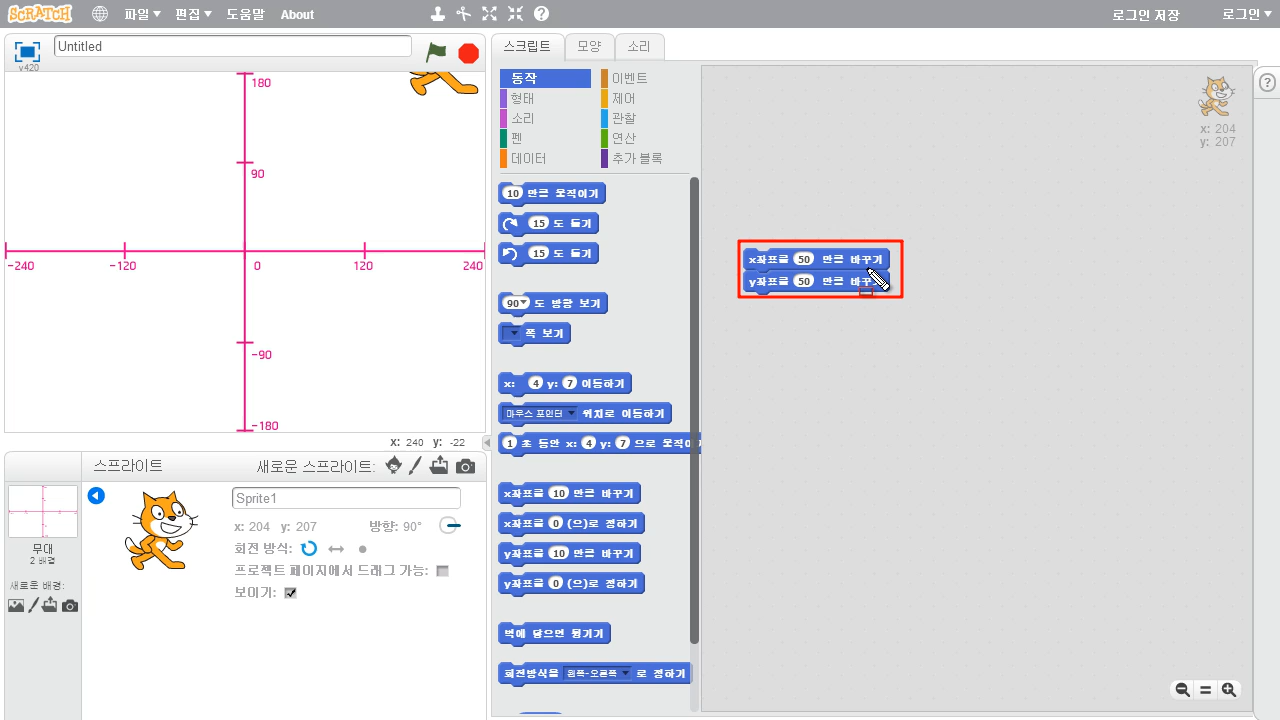 SCRATCH 파일 편집 도움말 About 로그인 저장 로그인
v420
Untitled
180
90
-240
-120
0
120
240
-90
-180
x: 240 y: -22
스프라이트 새로운 스프라이트:
무대
2 배경
새로운 배경:
Sprite1
x: 204 y: 207 방향: 90°
회전 방식:
프로젝트 페이지에서 드래그 가능:
보이기:
스크립트 모양 소리
동작 이벤트
형태 제어
소리 관찰
펜 연산
데이터 추가 블록
10 만큼 움직이기
15 도 돌기
15 도 돌기
90 도 방향 보기
쪽 보기
x: 4 y: 7 이동하기
마우스 포인터 위치로 이동하기
1 초 동안 x: 4 y: 7 으로 움직이
x좌표를 10 만큼 바꾸기
x좌표를 0 (으)로 정하기
y좌표를 10 만큼 바꾸기
y좌표를 0 (으)로 정하기
벽에 닿으면 튕기기
회전방식을 왼쪽-오른쪽 로 정하기
x좌표를 50 만큼 바꾸기
y좌표를 50 만큼 바꾸기
x: 204
y: 207